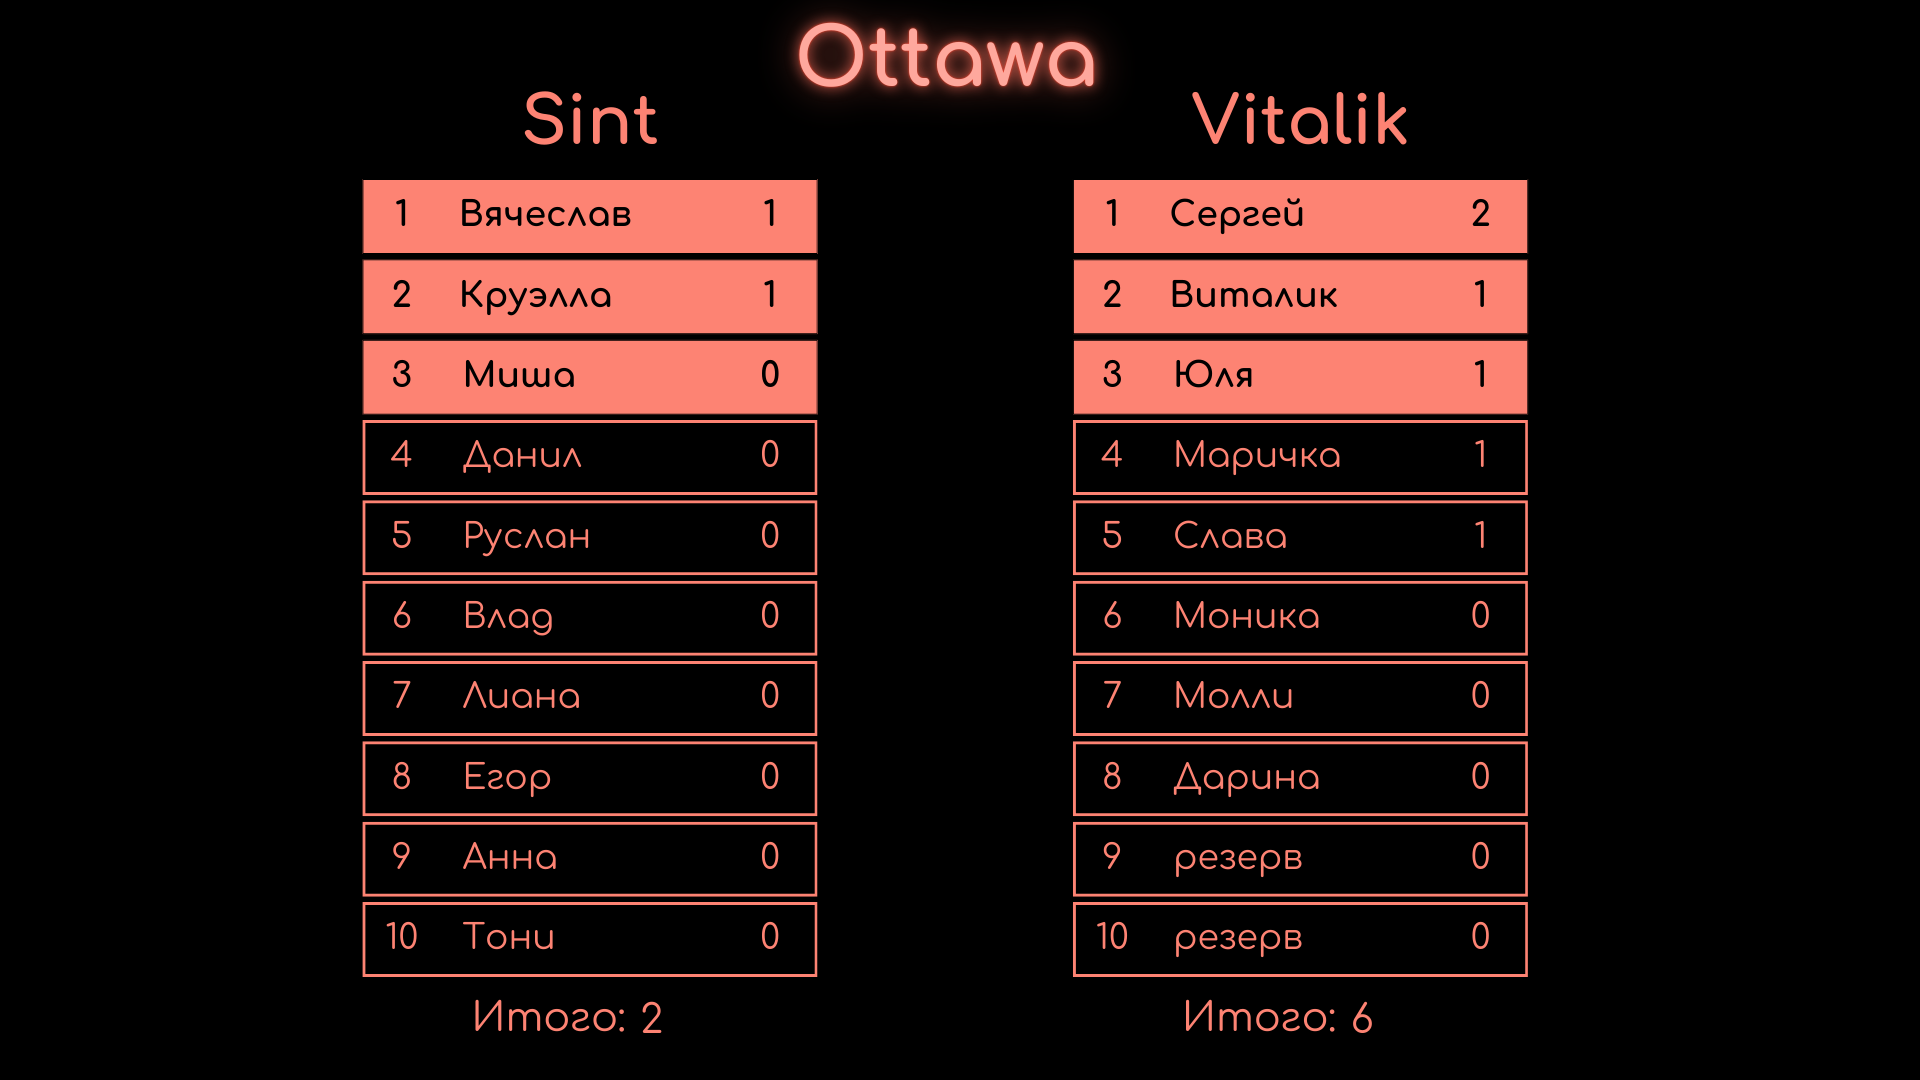 Ottawa
Sint
1 Вячеслав 1
2 Круэлла 1
3 Миша 0
4 Данил 0
5 Руслан 0
6 Влад 0
7 Лиана 0
8 Егор 0
9 Анна 0
10 Тони 0
Итого: 2
Vitalik
1 Сергей 2
2 Виталик 1
3 Юля 1
4 Маричка 1
5 Слава 1
6 Моника 0
7 Молли 0
8 Дарина 0
9 резерв 0
10 резерв 0
Итого: 6